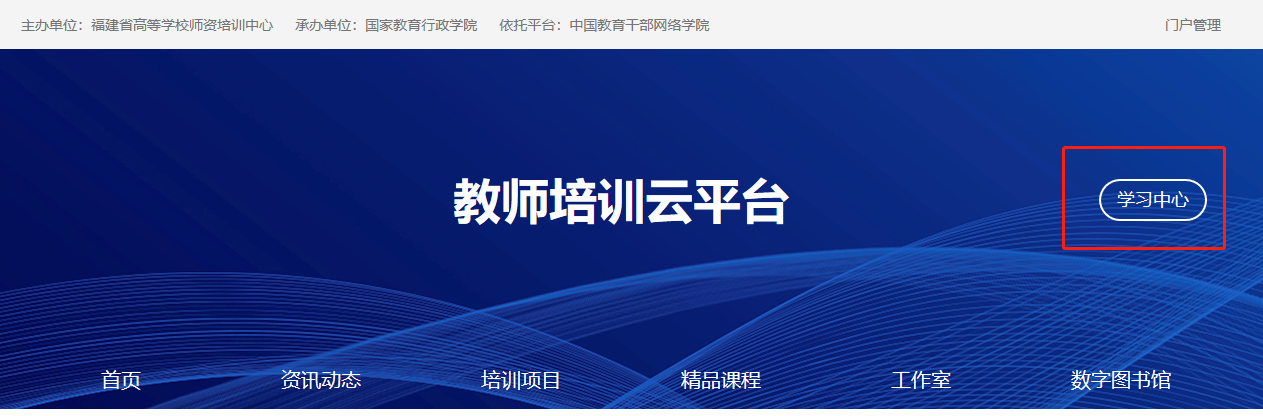 主办单位：福建省高等学校师资培训中心 承办单位：国家教育行政学院 依托平台：中国教育干部网络学院 门户管理
教师培训云平台
学习中心
首页 资讯动态 培训项目 精品课程 工作室 数字图书馆